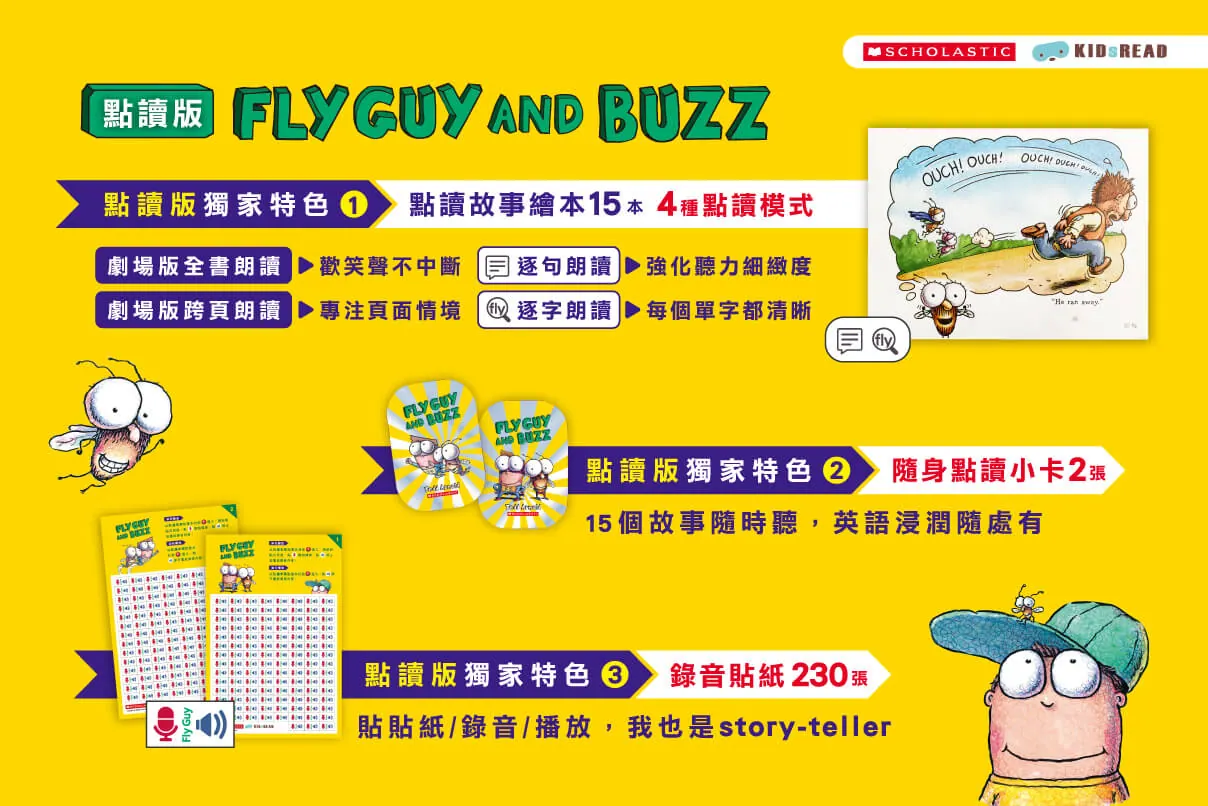 SCHOLASTIC KIDsREAD
點讀版 FLY GUY AND BUZZ
點讀版獨家特色1 點讀故事繪本15本 4種點讀模式
劇場版全書朗讀 歡笑聲不中斷 逐句朗讀 強化聽力細緻度
劇場版跨頁朗讀 專注頁面情境 fly 逐字朗讀 每個單字都清晰
OUCH! OUCH! OUCH! OUCH! OUCH!
"He ran away."
fly
FLY GUY AND BUZZ
FLY GUY AND BUZZ
點讀版獨家特色2 隨身點讀小卡2張
15個故事隨時聽，英語浸潤隨處有
FLY GUY AND BUZZ
FLY GUY AND BUZZ
點讀版獨家特色3 錄音貼紙230張
Fly Guy
貼貼紙/錄音/播放，我也是story-teller